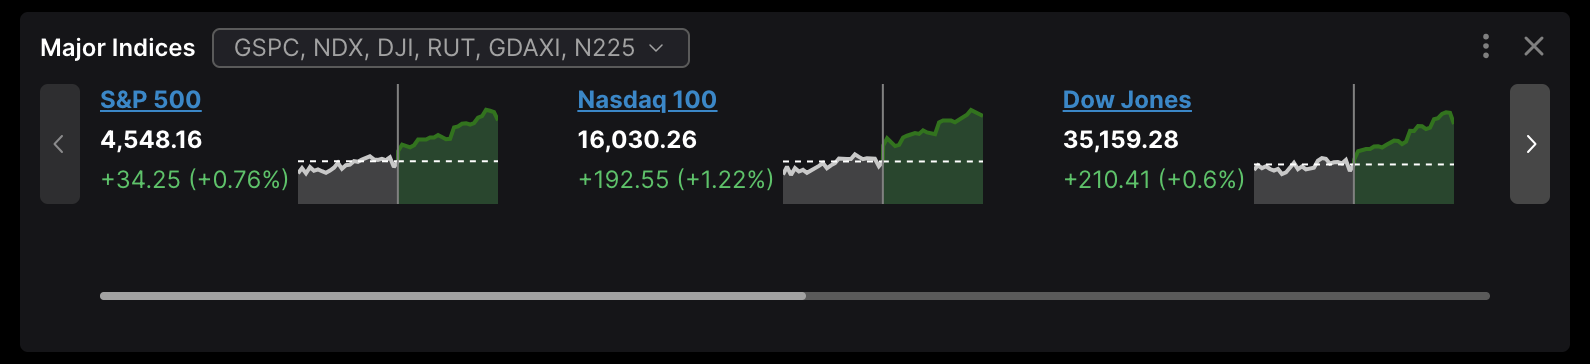 Major Indices
GSPC, NDX, DJI, RUT, GDAXI, N225
S&P 500
4,548.16
+34.25 (+0.76%)
Nasdaq 100
16,030.26
+192.55 (+1.22%)
Dow Jones
35,159.28
+210.41 (+0.6%)